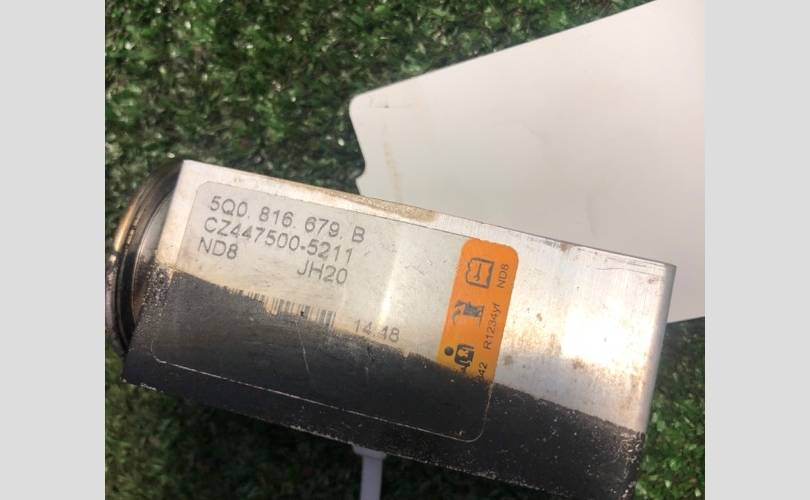 5Q0. 816. 679. B
CZ447500-5211
ND8 JH20
14.48
ND8
R1234yf